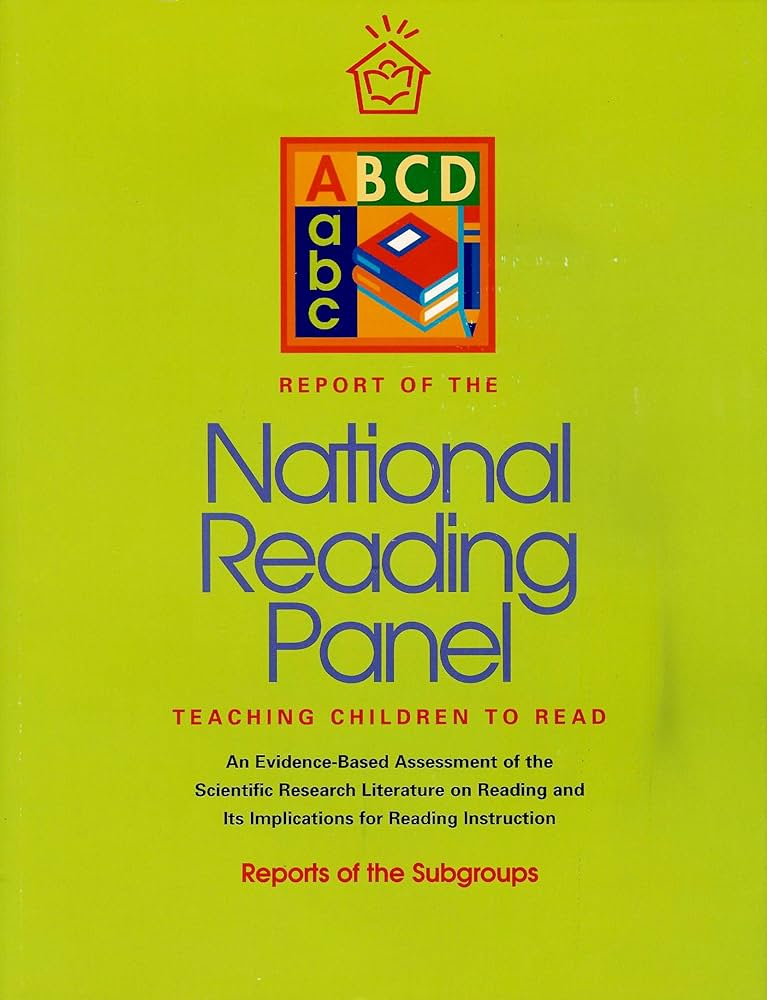 ABCD
a
b
c
REPORT OF THE
National
Reading
Panel
TEACHING CHILDREN TO READ
An Evidence-Based Assessment of the
Scientific Research Literature on Reading and
Its Implications for Reading Instruction
Reports of the Subgroups